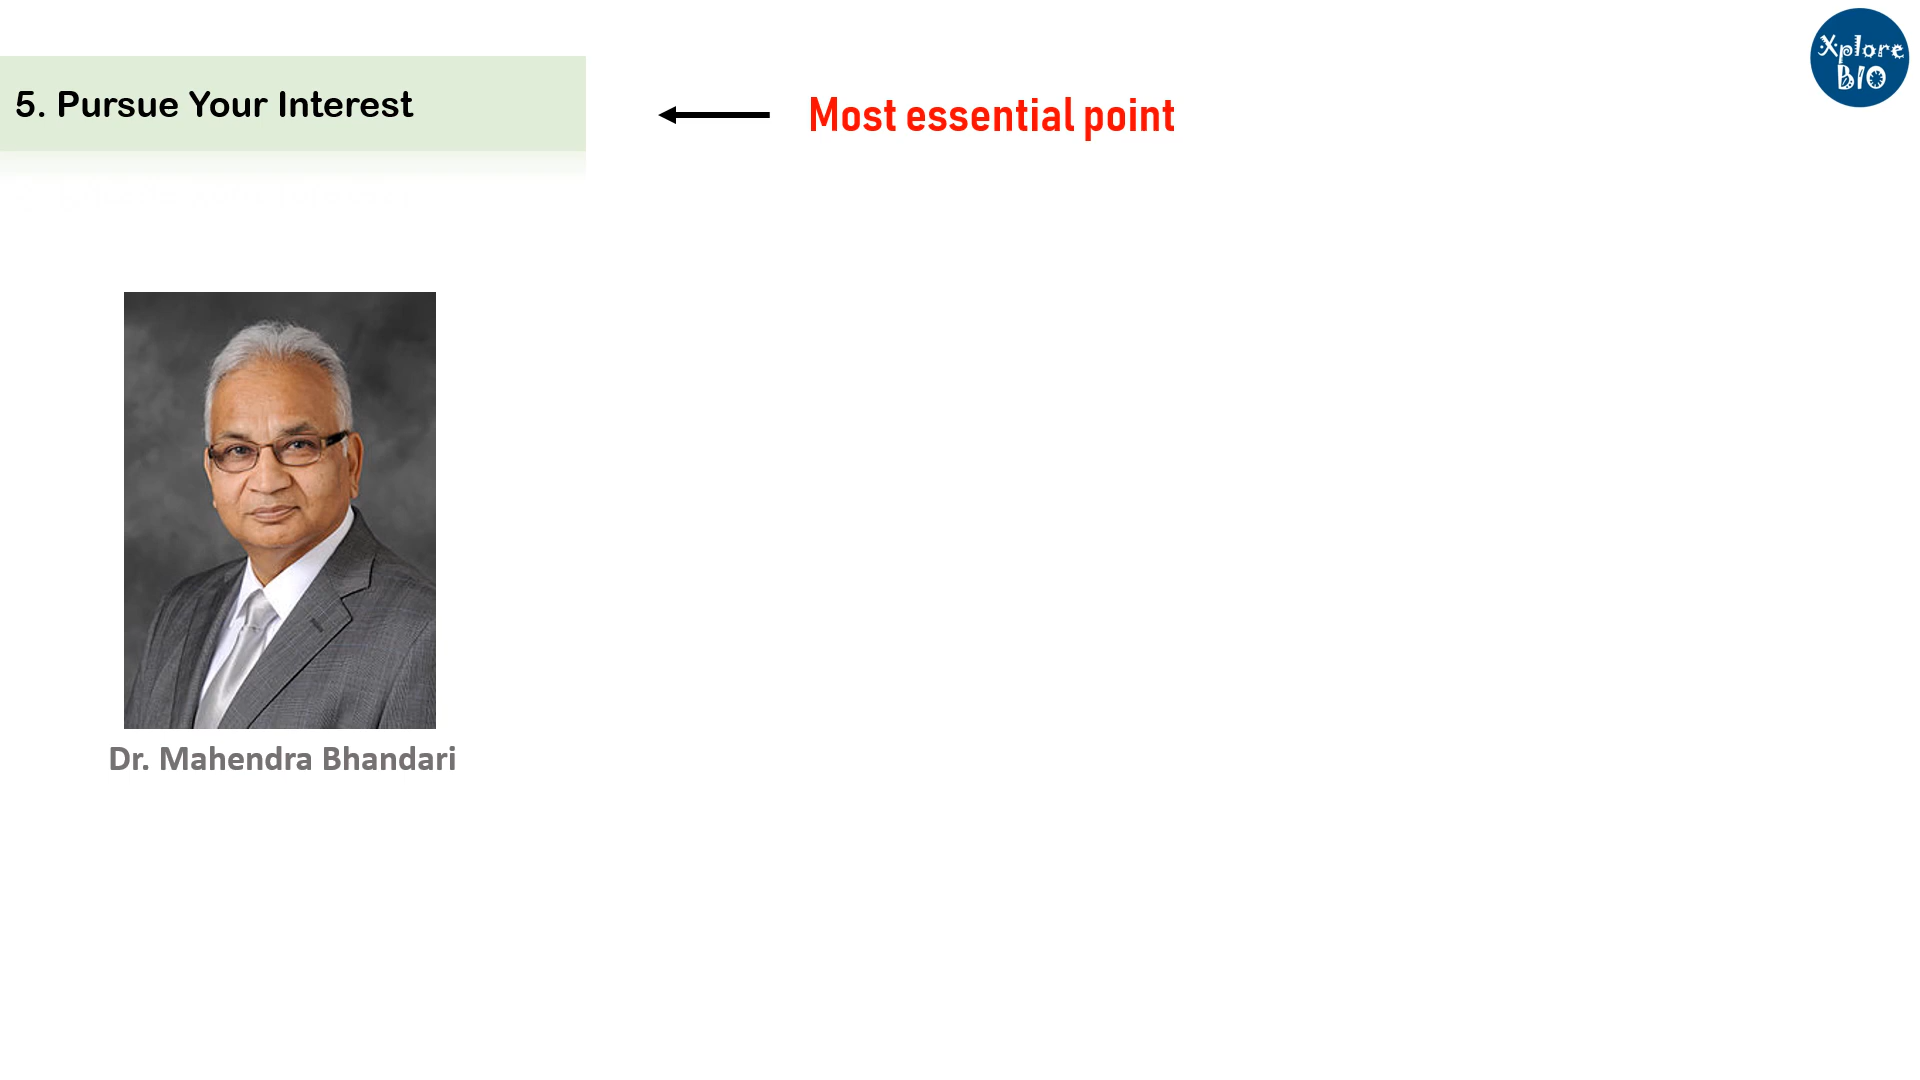 Xplore
BIO
5. Pursue Your Interest
Most essential point
Dr. Mahendra Bhandari